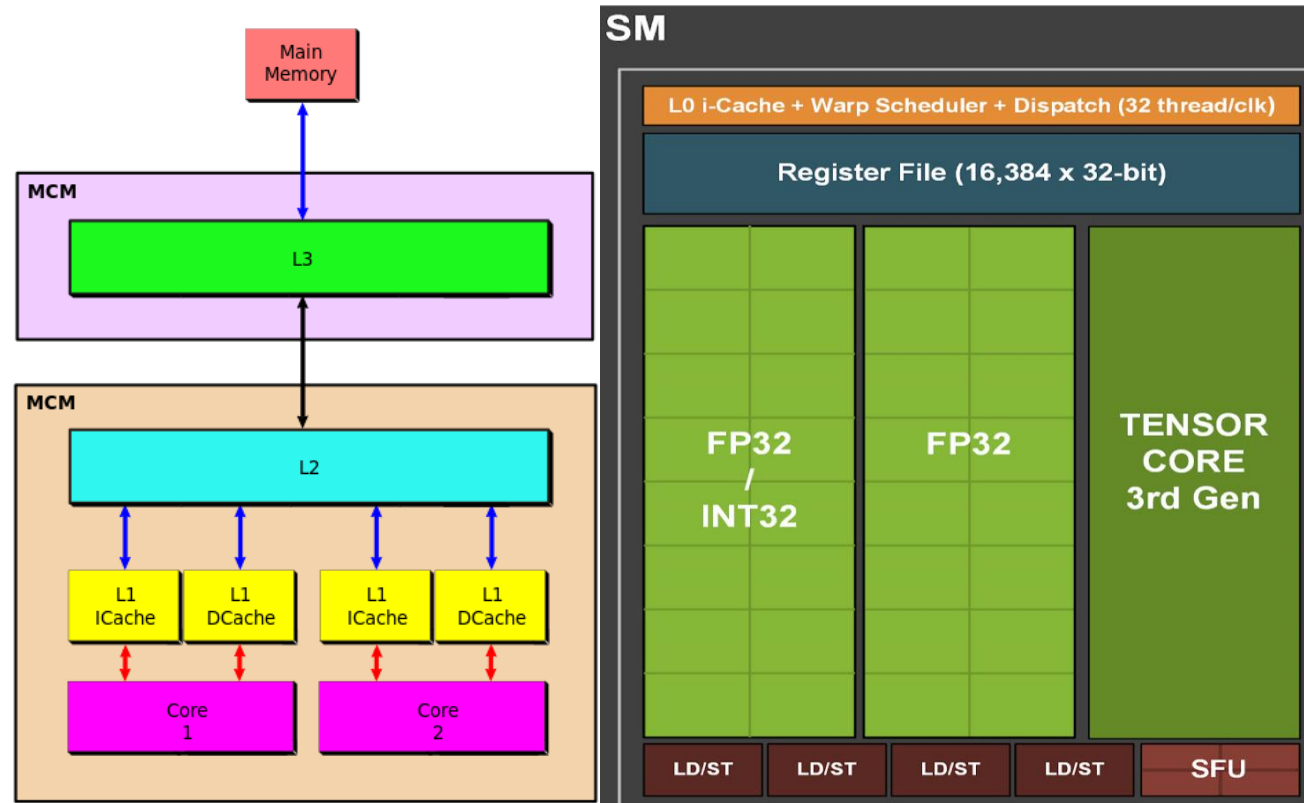 Main
Memory
MCM
L3
MCM
L2
L1
ICache
L1
DCache
L1
ICache
L1
DCache
Core
1
Core
2
SM
L0 i-Cache + Warp Scheduler + Dispatch (32 thread/clk)
Register File (16,384 x 32-bit)
FP32
/
INT32
FP32
TENSOR
CORE
3rd Gen
LD/ST
LD/ST
LD/ST
LD/ST
SFU